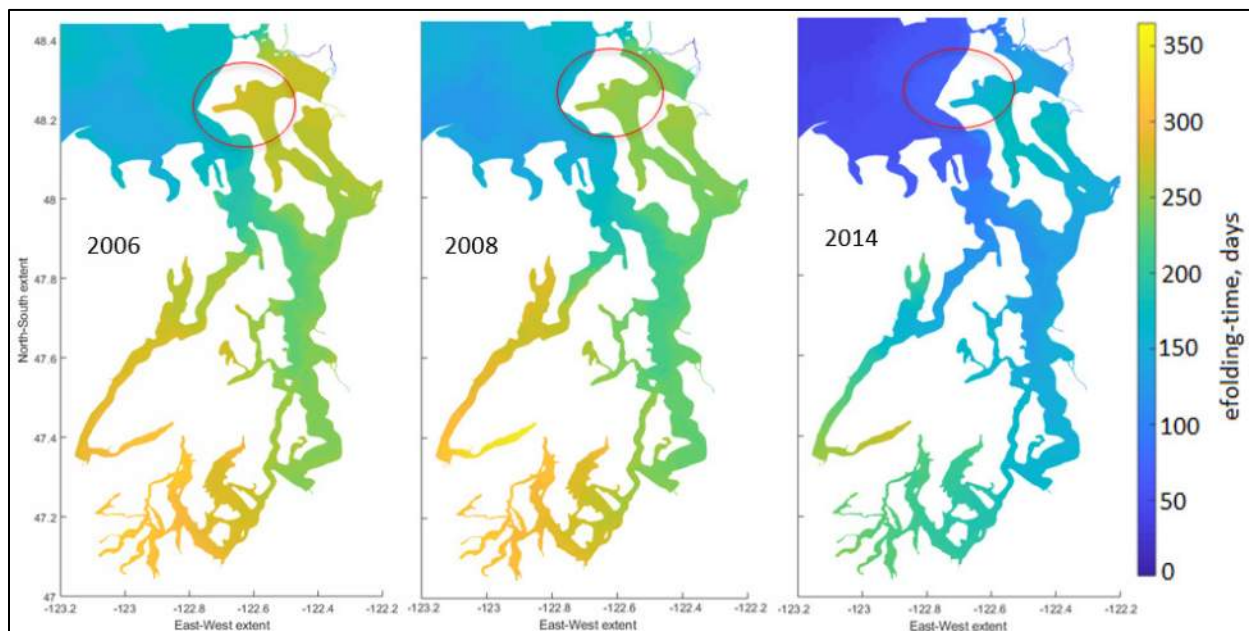 48.4
48.2
48
47.8
47.6
47.4
47.2
47
North-South extent
2006
2008
2014
-123.2 -123 -122.8 -122.6 -122.4 -122.2
-123.2 -123 -122.8 -122.6 -122.4 -122.2
-123.2 -123 -122.8 -122.6 -122.4 -122.2
East-West extent
East-West extent
East-West extent
350
300
250
200
150
100
50
0
efolding-time, days